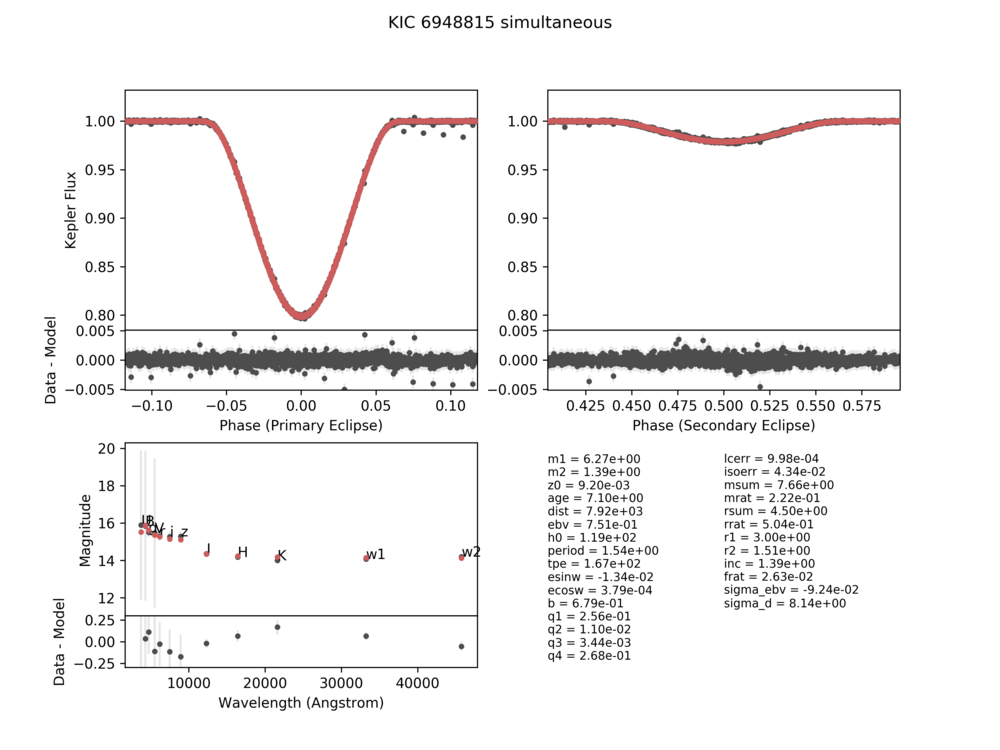 KIC 6948815 simultaneous
1.00
0.95
0.90
0.85
0.80
Kepler Flux
0.005
0.000
−0.005
Data - Model
−0.10 −0.05 0.00 0.05 0.10
Phase (Primary Eclipse)
1.00
0.95
0.90
0.85
0.80
0.005
0.000
−0.005
0.425 0.450 0.475 0.500 0.525 0.550 0.575
Phase (Secondary Eclipse)
20
18
16
14
12
Magnitude
r i z
J
H
K
w1
w2
0.25
0.00
−0.25
Data - Model
10000 20000 30000 40000
Wavelength (Angstrom)
m1 = 6.27e+00
m2 = 1.39e+00
z0 = 9.20e-03
age = 7.10e+00
dist = 7.92e+03
ebv = 7.51e-01
h0 = 1.19e+02
period = 1.54e+00
tpe = 1.67e+02
esinw = -1.34e-02
ecosw = 3.79e-04
b = 6.79e-01
q1 = 2.56e-01
q2 = 1.10e-02
q3 = 3.44e-03
q4 = 2.68e-01
lcerr = 9.98e-04
isoerr = 4.34e-02
msum = 7.66e+00
mrat = 2.22e-01
rsum = 4.50e+00
rrat = 5.04e-01
r1 = 3.00e+00
r2 = 1.51e+00
inc = 1.39e+00
frat = 2.63e-02
sigma_ebv = -9.24e-02
sigma_d = 8.14e+00